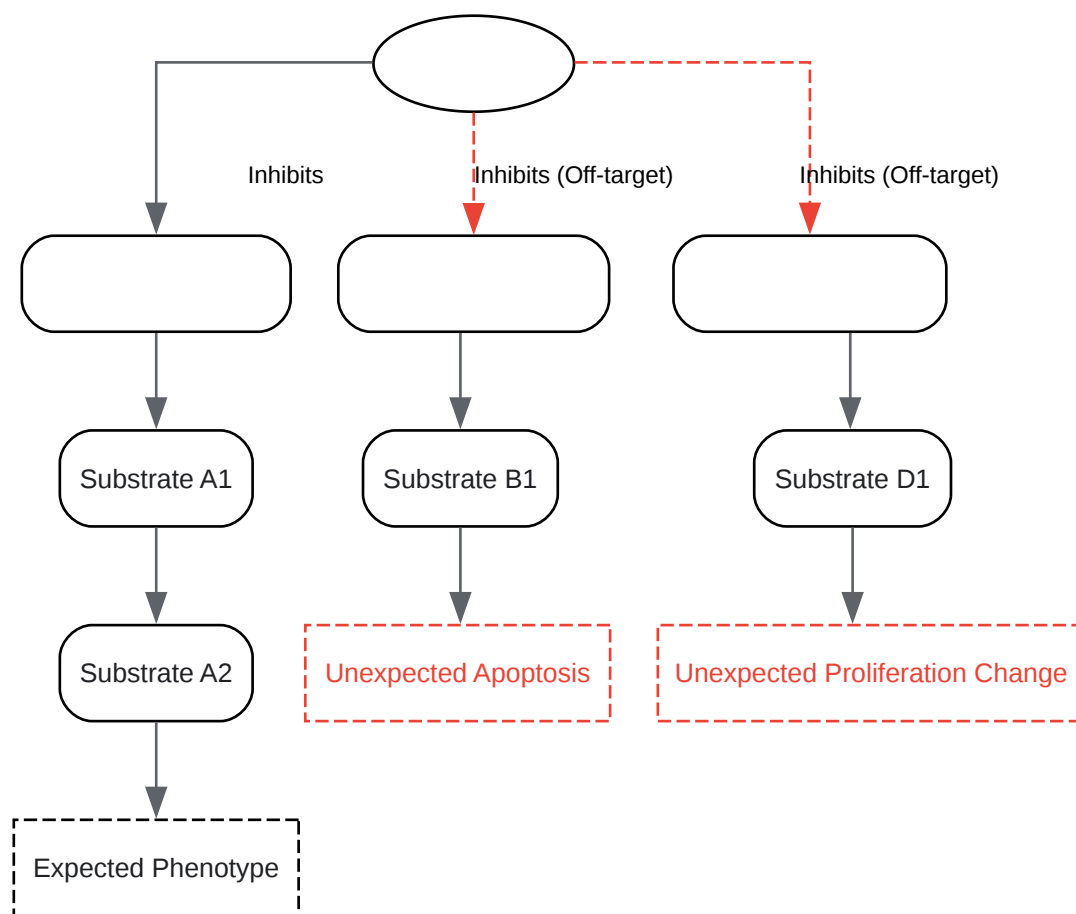 Inhibits
Inhibits (Off-target)
Inhibits (Off-target)
Substrate A1
Substrate B1
Substrate D1
Substrate A2
Unexpected Apoptosis
Unexpected Proliferation Change
Expected Phenotype